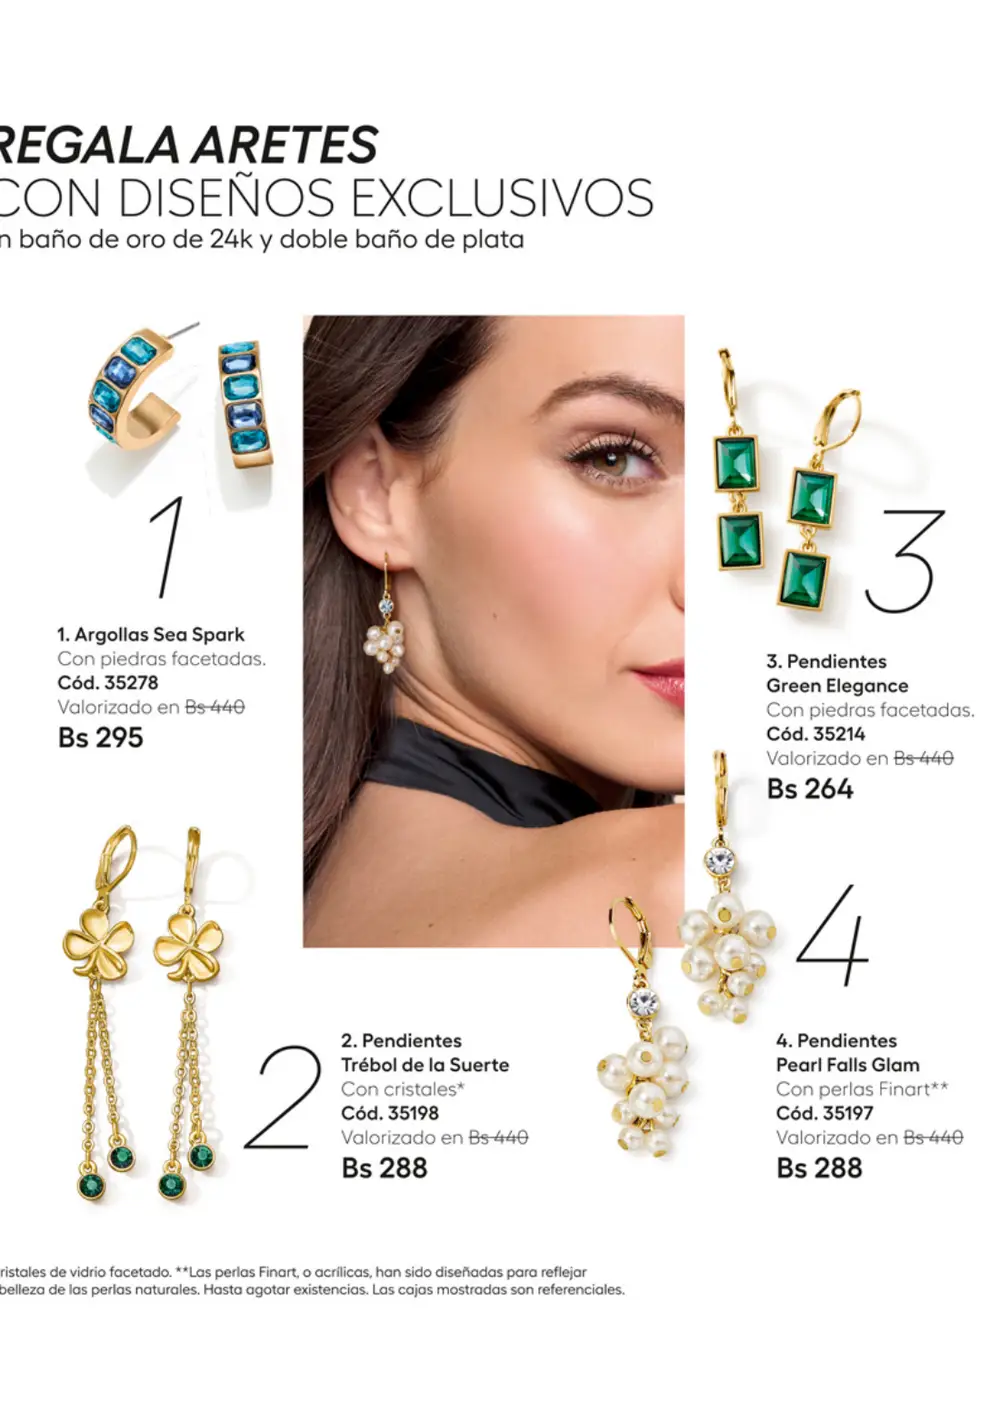 REGALA ARETES
CON DISEÑOS EXCLUSIVOS
n baño de oro de 24k y doble baño de plata
1
1. Argollas Sea Spark
Con piedras facetadas.
Cód. 35278
Valorizado en Bs 440
Bs 295
3
3. Pendientes
Green Elegance
Con piedras facetadas.
Cód. 35214
Valorizado en Bs 440
Bs 264
2
2. Pendientes
Trébol de la Suerte
Con cristales*
Cód. 35198
Valorizado en Bs 440
Bs 288
4
4. Pendientes
Pearl Falls Glam
Con perlas Finart**
Cód. 35197
Valorizado en Bs 440
Bs 288
ristales de vidrio facetado. **Las perlas Finart, o acrílicas, han sido diseñadas para reflejar
belleza de las perlas naturales. Hasta agotar existencias. Las cajas mostradas son referenciales.